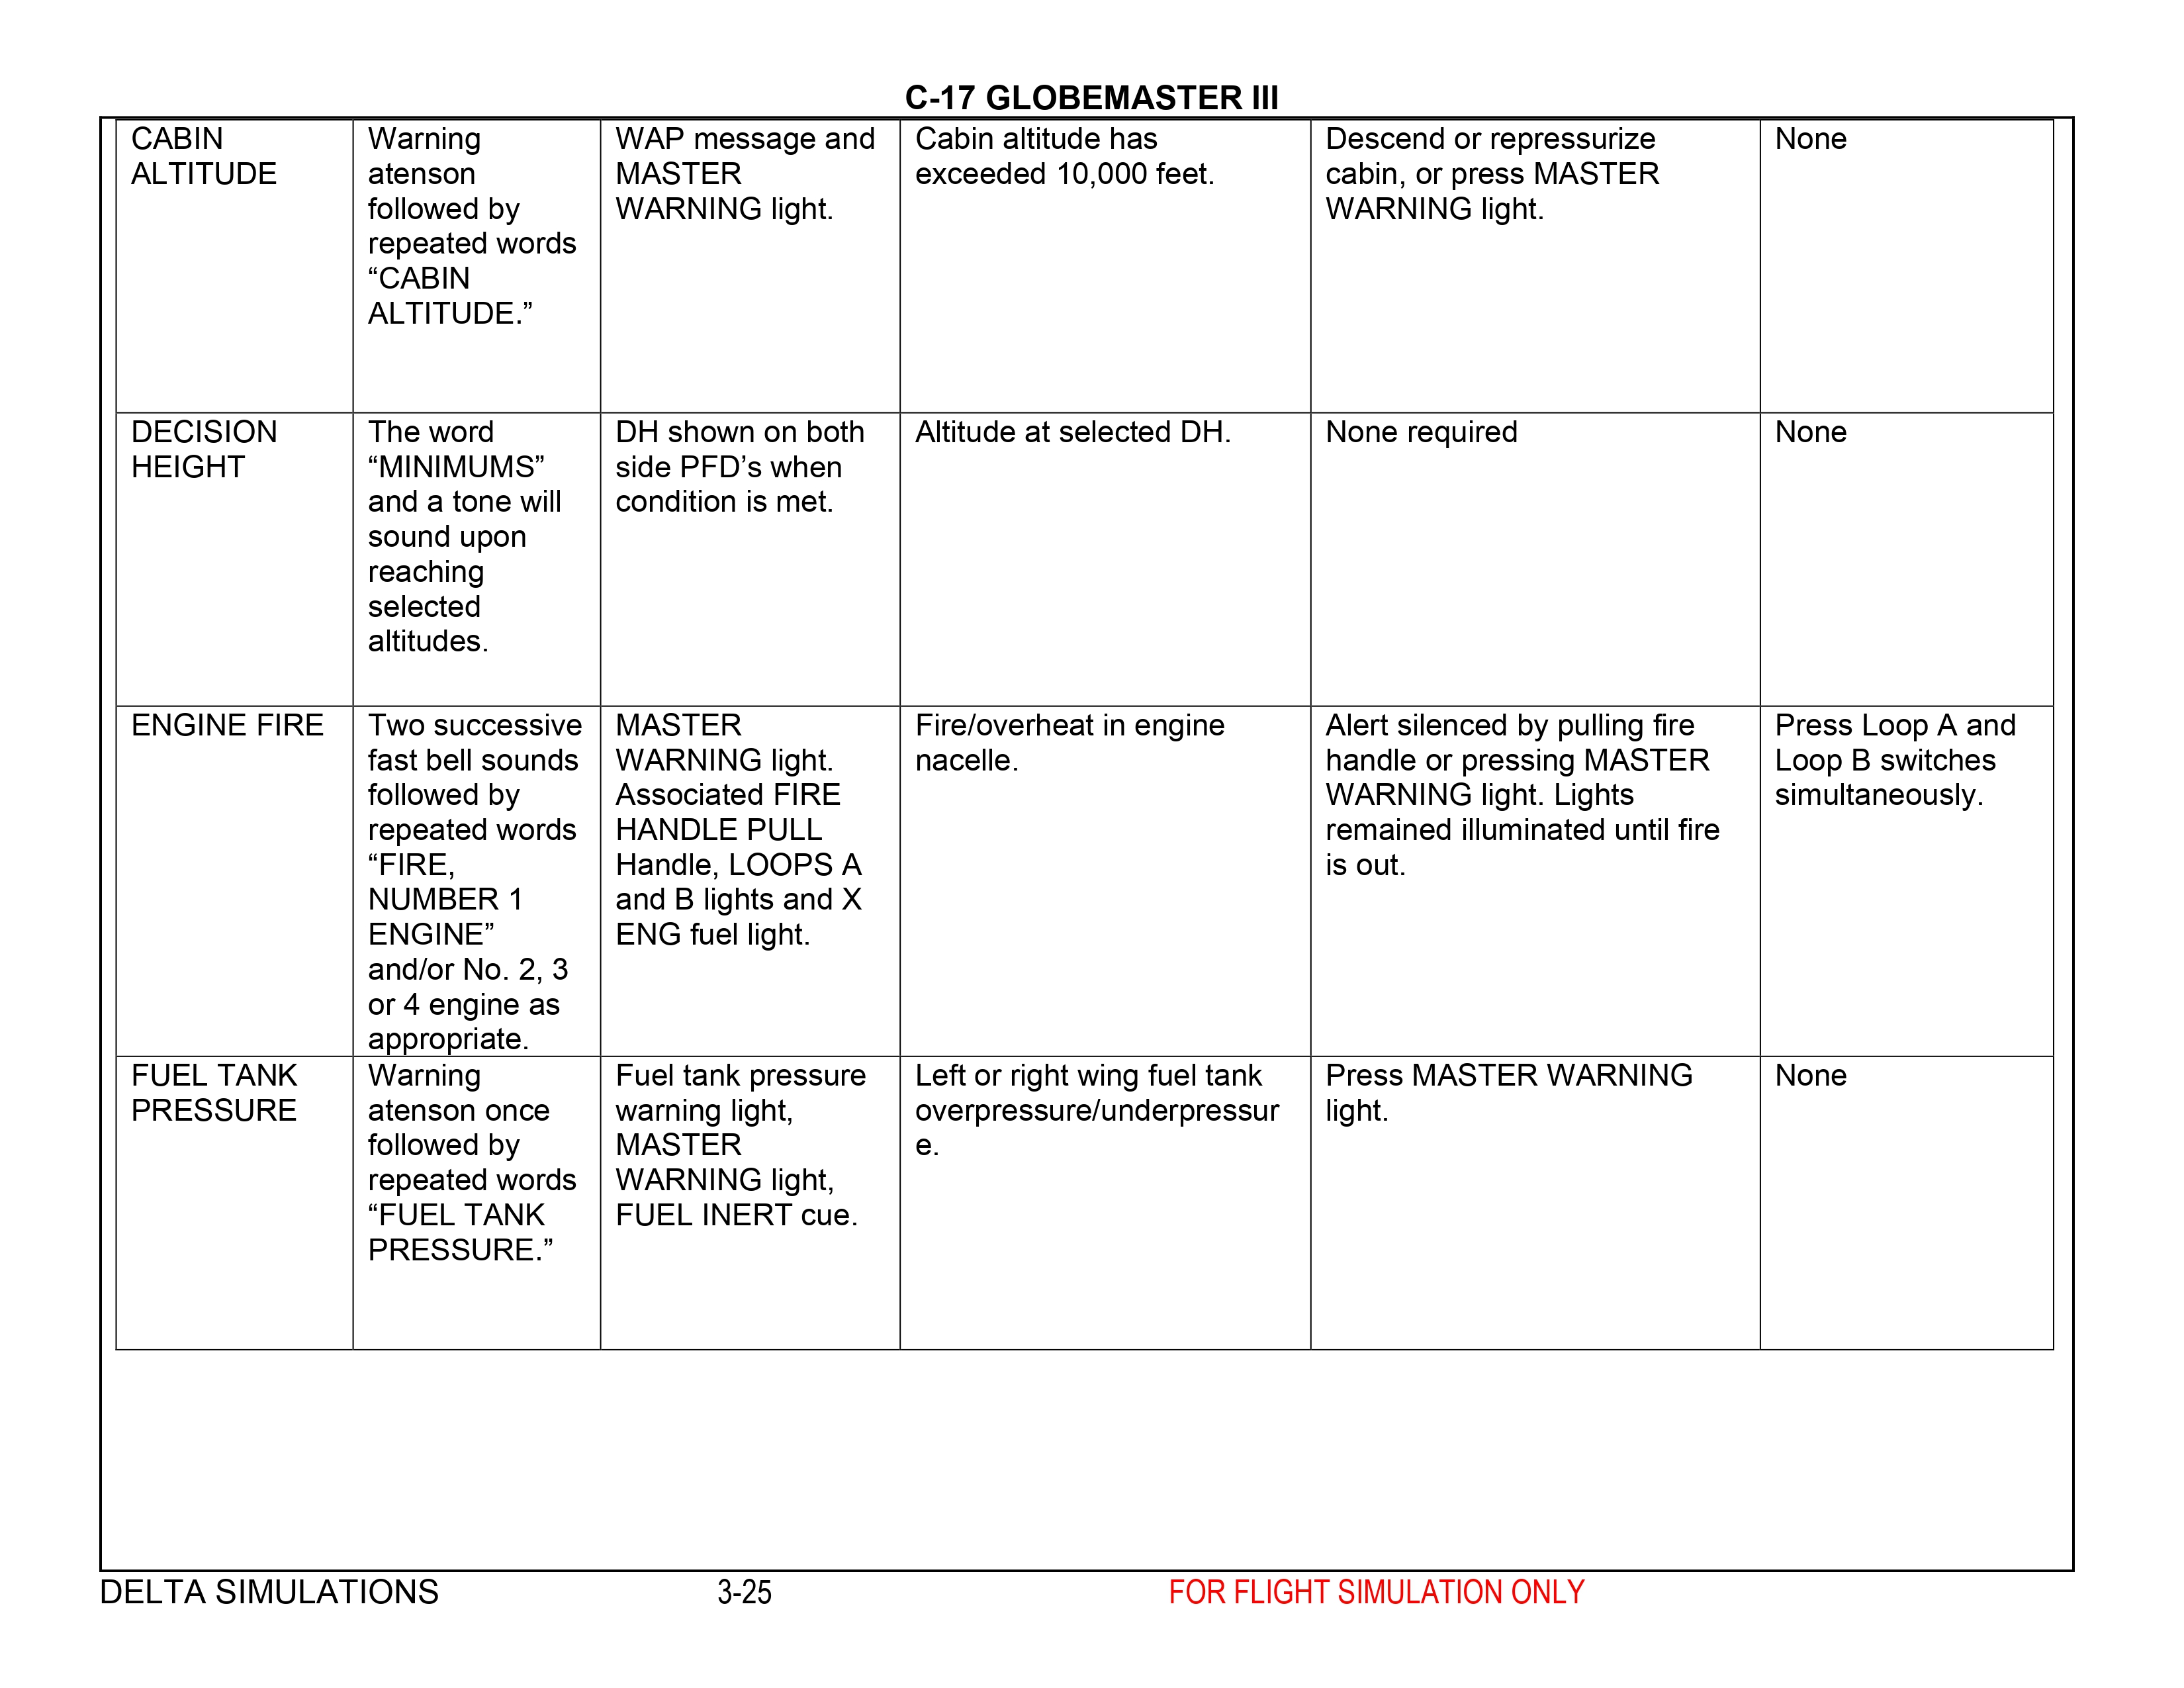 C-17 GLOBEMASTER III
CABIN
ALTITUDE
Warning
atenson
followed by
repeated words
“CABIN
ALTITUDE.”
WAP message and
MASTER
WARNING light.
Cabin altitude has
exceeded 10,000 feet.
Descend or repressurize
cabin, or press MASTER
WARNING light.
None
DECISION
HEIGHT
The word
“MINIMUMS”
and a tone will
sound upon
reaching
selected
altitudes.
DH shown on both
side PFD’s when
condition is met.
Altitude at selected DH.
None required
None
ENGINE FIRE
Two successive
fast bell sounds
followed by
repeated words
“FIRE,
NUMBER 1
ENGINE”
and/or No. 2, 3
or 4 engine as
appropriate.
MASTER
WARNING light.
Associated FIRE
HANDLE PULL
Handle, LOOPS A
and B lights and X
ENG fuel light.
Fire/overheat in engine
nacelle.
Alert silenced by pulling fire
handle or pressing MASTER
WARNING light. Lights
remained illuminated until fire
is out.
Press Loop A and
Loop B switches
simultaneously.
FUEL TANK
PRESSURE
Warning
atenson once
followed by
repeated words
“FUEL TANK
PRESSURE.”
Fuel tank pressure
warning light,
MASTER
WARNING light,
FUEL INERT cue.
Left or right wing fuel tank
overpressure/underpressur
e.
Press MASTER WARNING
light.
None
DELTA SIMULATIONS 3-25 FOR FLIGHT SIMULATION ONLY